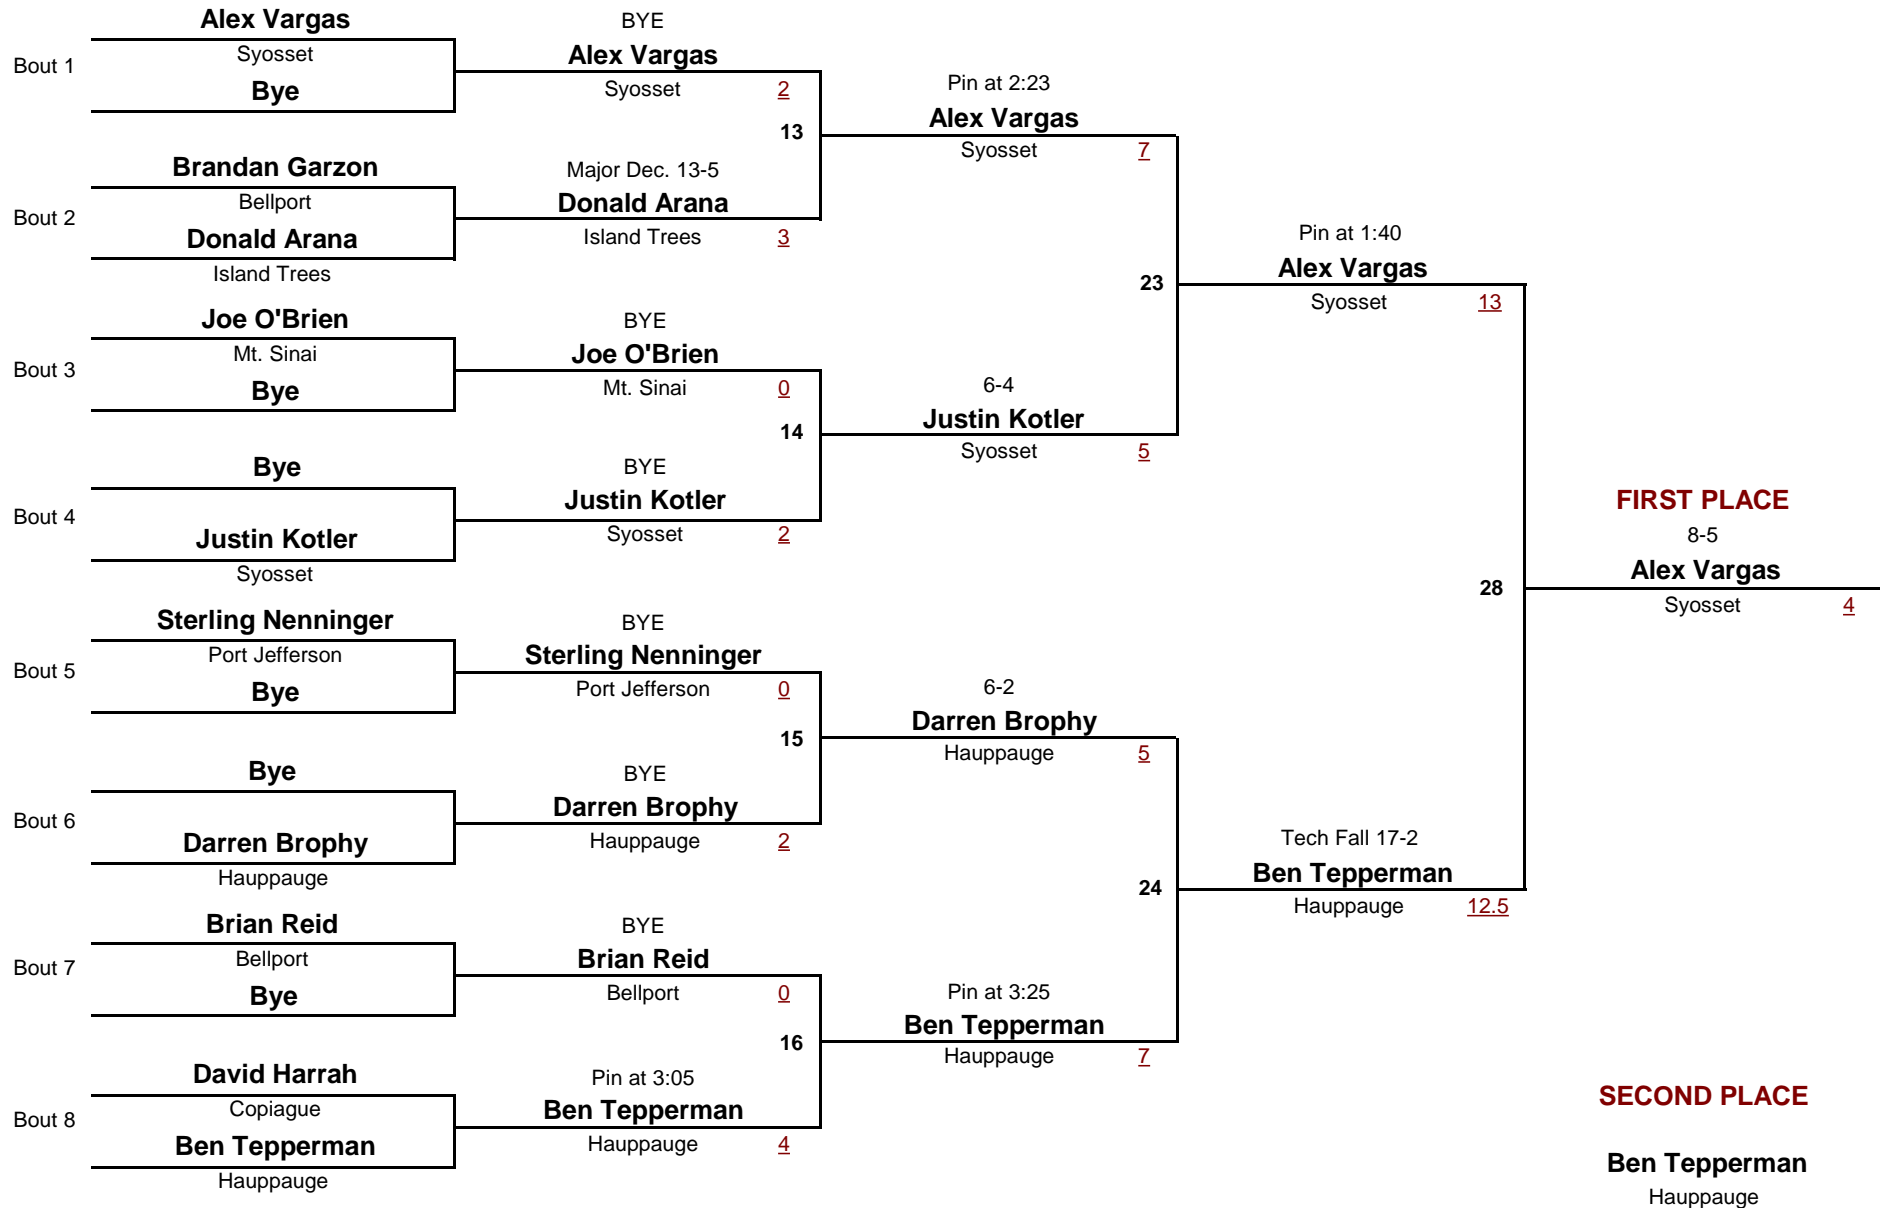 Alex Vargas
Bout 1
Syosset
Bye
Brandan Garzon
Bout 2
Bellport
Donald Arana
Island Trees
Joe O'Brien
Bout 3
Mt. Sinai
Bye
Bye
Bout 4
Justin Kotler
Syosset
Sterling Nenninger
Bout 5
Port Jefferson
Bye
Bye
Bout 6
Darren Brophy
Hauppauge
Brian Reid
Bout 7
Bellport
Bye
David Harrah
Bout 8
Copiague
Ben Tepperman
Hauppauge
BYE
Alex Vargas
Syosset 2
13
Major Dec. 13-5
Donald Arana
Island Trees 3
BYE
Joe O'Brien
Mt. Sinai 0
14
BYE
Justin Kotler
Syosset 2
BYE
Sterling Nenninger
Port Jefferson 0
15
BYE
Darren Brophy
Hauppauge 2
BYE
Brian Reid
Bellport 0
16
Pin at 3:05
Ben Tepperman
Hauppauge 4
Pin at 2:23
Alex Vargas
Syosset 7
23
6-4
Justin Kotler
Syosset 5
6-2
Darren Brophy
Hauppauge 5
24
Pin at 3:25
Ben Tepperman
Hauppauge 7
Pin at 1:40
Alex Vargas
Syosset 13
28
Tech Fall 17-2
Ben Tepperman
Hauppauge 12.5
FIRST PLACE
8-5
Alex Vargas
Syosset 4
SECOND PLACE
Ben Tepperman
Hauppauge